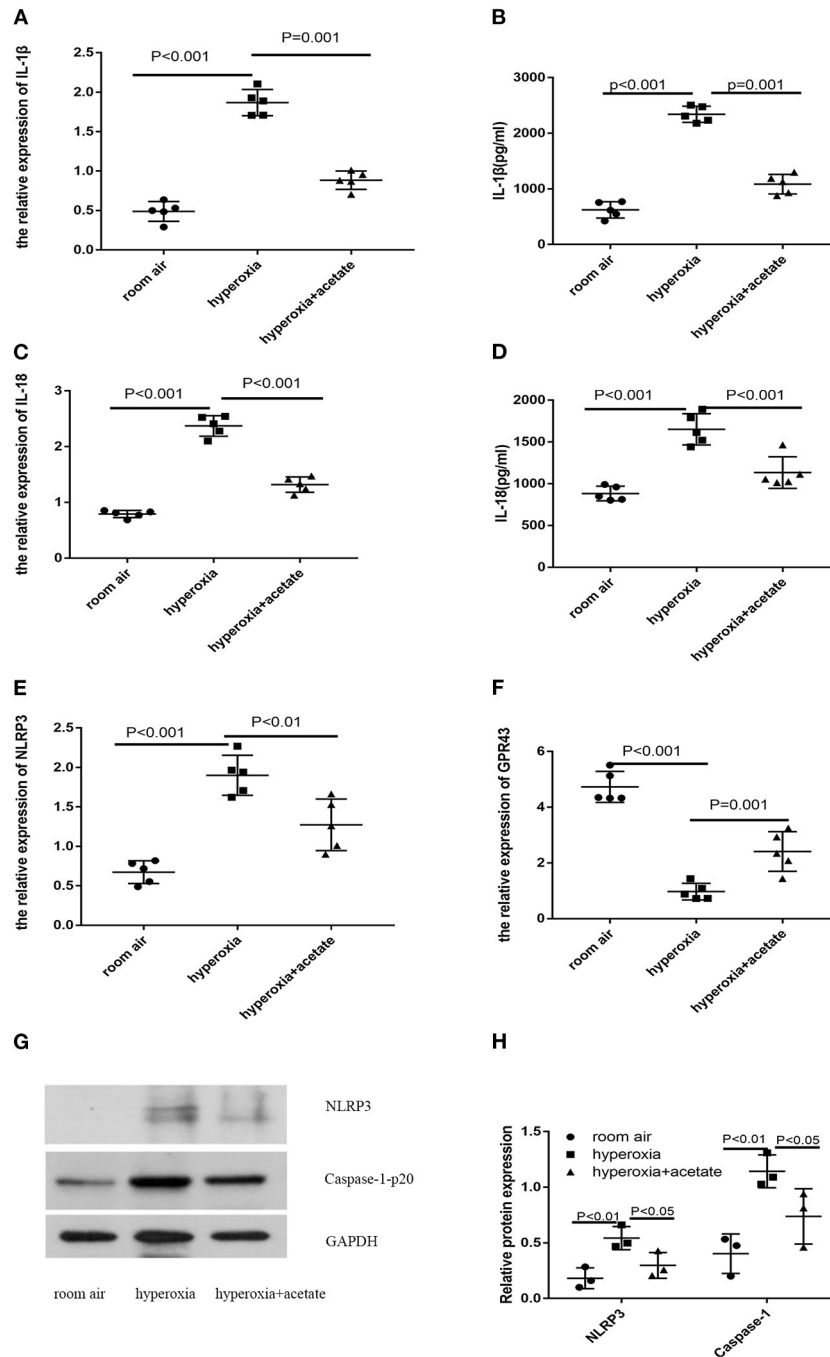 A
the relative expression of IL-1β
P<0.001
P=0.001
2.5
2.0
1.5
1.0
0.5
0.0
room air
hyperoxia
hyperoxia+acetate
B
IL-1β(pg/ml)
p<0.001
p=0.001
3000
2000
1000
0
room air
hyperoxia
hyperoxia+acetate
C
the relative expression of IL-18
P<0.001
P<0.001
3
2
1
0
room air
hyperoxia
hyperoxia+acetate
D
IL-18(pg/ml)
P<0.001
P<0.001
2000
1500
1000
500
0
room air
hyperoxia
hyperoxia+acetate
E
the relative expression of NLRP3
P<0.001
P<0.01
2.5
2.0
1.5
1.0
0.5
0.0
room air
hyperoxia
hyperoxia+acetate
F
the relative expression of GPR43
P<0.001
P=0.001
6
4
2
0
room air
hyperoxia
hyperoxia+acetate
G
NLRP3
Caspase-1-p20
GAPDH
room air hyperoxia hyperoxia+acetate
H
Relative protein expression
1.5
1.0
0.5
0.0
room air
hyperoxia
hyperoxia+acetate
P<0.01
P<0.05
P<0.01
P<0.05
NLRP3
Caspase-1